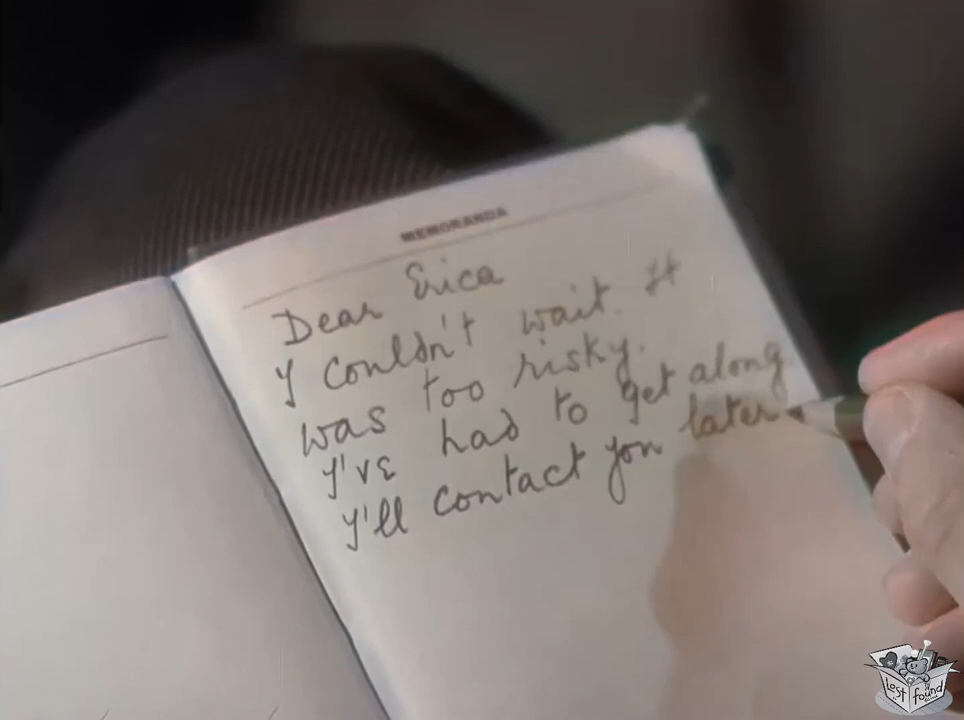 MEMORANDA
Dear Erica
I couldn't wait. It
was too risky.
I've had to get along
I'll contact you later
Lost found